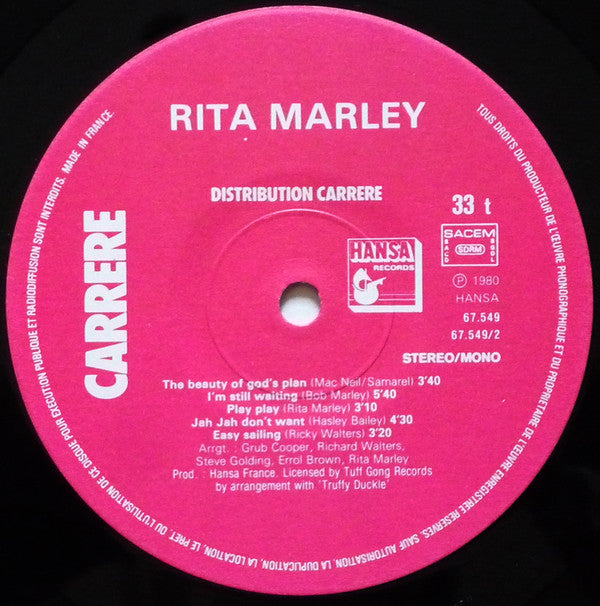 RITA MARLEY
DISTRIBUTION CARRERE
33 t
CARRERE
HANSA
RECORDS
SACEM
SACD
SDRM
SGDL
Ⓟ 1980
HANSA
67.549
67.549/2
STEREO/MONO
The beauty of god's plan (Mac Neil/Samarel) 3'40
I'm still waiting (Bob Marley) 5'40
Play play (Rita Marley) 3'10
Jah Jah don't want (Hasley Bailey) 4'30
Easy sailing (Ricky Walters) 3'20
Arrgt. : Grub Cooper, Richard Walters,
Steve Golding, Errol Brown, Rita Marley
Prod. : Hansa France. Licensed by Tuff Gong Records
by arrangement with 'Truffy Duckle'
TOUS DROITS DU PRODUCTEUR DE L'ŒUVRE PHONOGRAPHIQUE ET DU PROPRIETAIRE DE L'ŒUVRE ENREGISTREE RESERVES. SAUF AUTORISATION, LA DUPLICATION, LA LOCATION, LE PRET, OU L'UTILISATION DE CE DISQUE POUR EXECUTION PUBLIQUE ET RADIODIFFUSION SONT INTERDITS. MADE IN FRANCE.